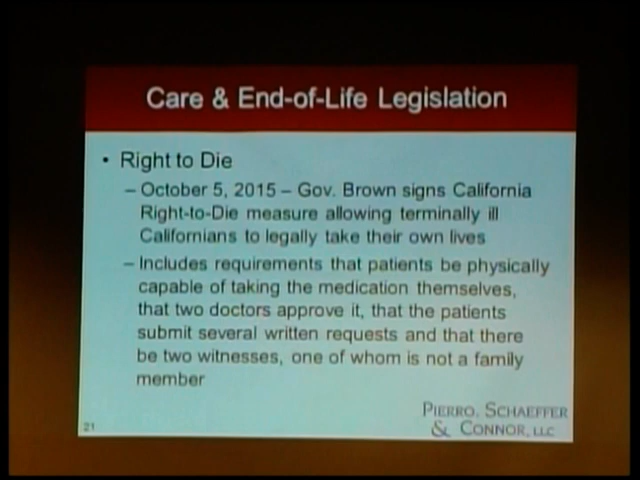 Care & End-of-Life Legislation
• Right to Die
– October 5, 2015 – Gov. Brown signs California
Right-to-Die measure allowing terminally ill
Californians to legally take their own lives
– Includes requirements that patients be physically
capable of taking the medication themselves,
that two doctors approve it, that the patients
submit several written requests and that there
be two witnesses, one of whom is not a family
member
PIERRO, SCHAEFFER
& CONNOR, LLC
21